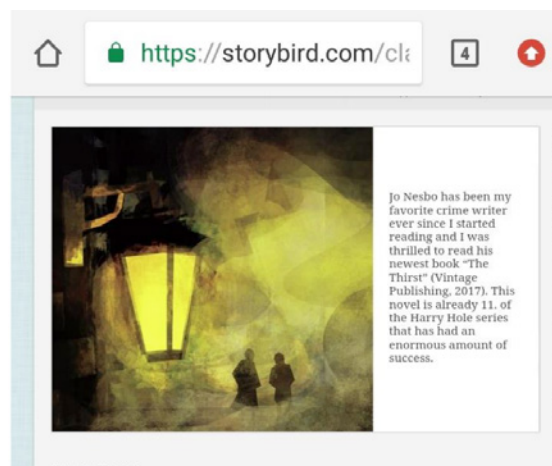 https://storybird.com/cla
4
Jo Nesbo has been my
favorite crime writer
ever since I started
reading and I was
thrilled to read his
newest book “The
Thirst” (Vintage
Publishing, 2017). This
novel is already 11. of
the Harry Hole series
that has had an
enormous amount of
success.